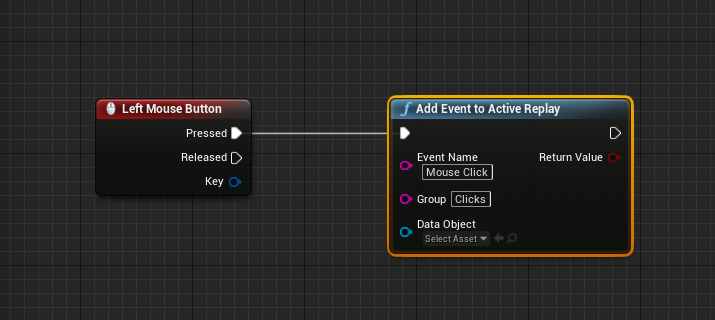 Left Mouse Button
Pressed
Released
Key
f Add Event to Active Replay
Event Name
Mouse Click
Return Value
Group Clicks
Data Object
Select Asset